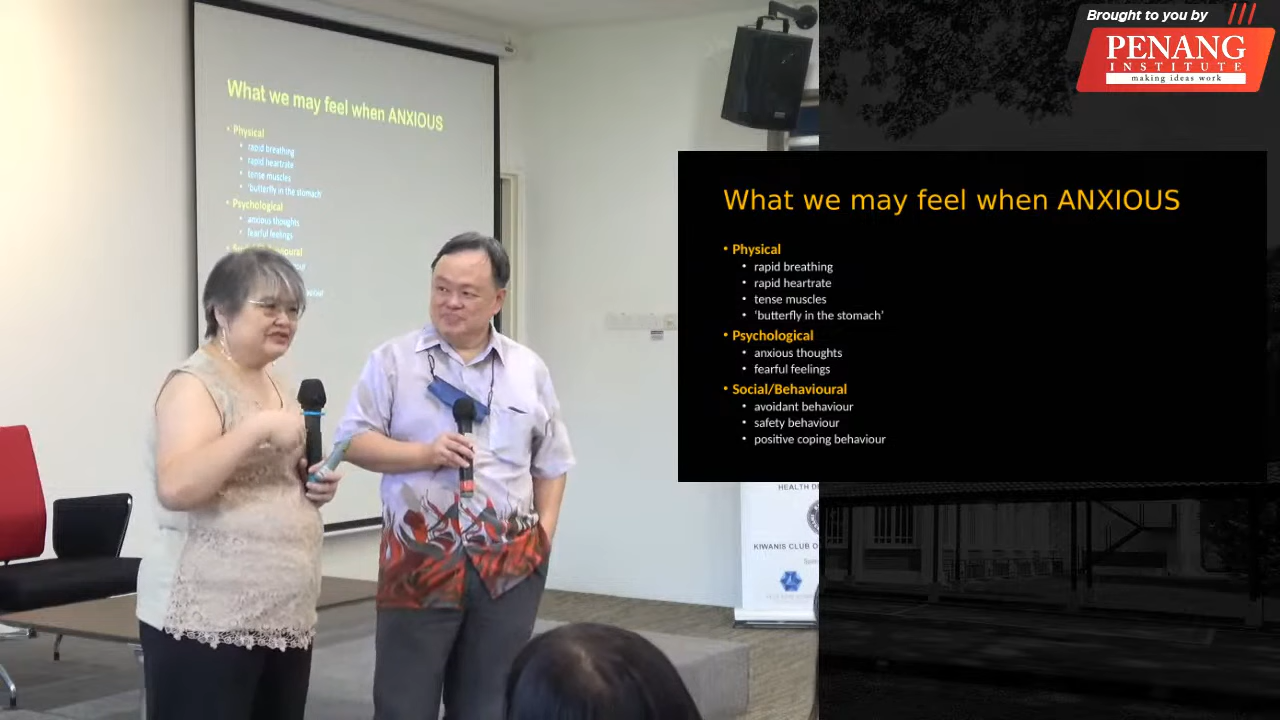 Brought to you by
PENANG
INSTITUTE
making ideas work
What we may feel when ANXIOUS
• Physical
• rapid breathing
• rapid heartrate
• tense muscles
• 'butterfly in the stomach'
• Psychological
• anxious thoughts
• fearful feelings
What we may feel when ANXIOUS
• Physical
• rapid breathing
• rapid heartrate
• tense muscles
• 'butterfly in the stomach'
• Psychological
• anxious thoughts
• fearful feelings
• Social/Behavioural
• avoidant behaviour
• safety behaviour
• positive coping behaviour
HEALTH
KIWANIS CLUB